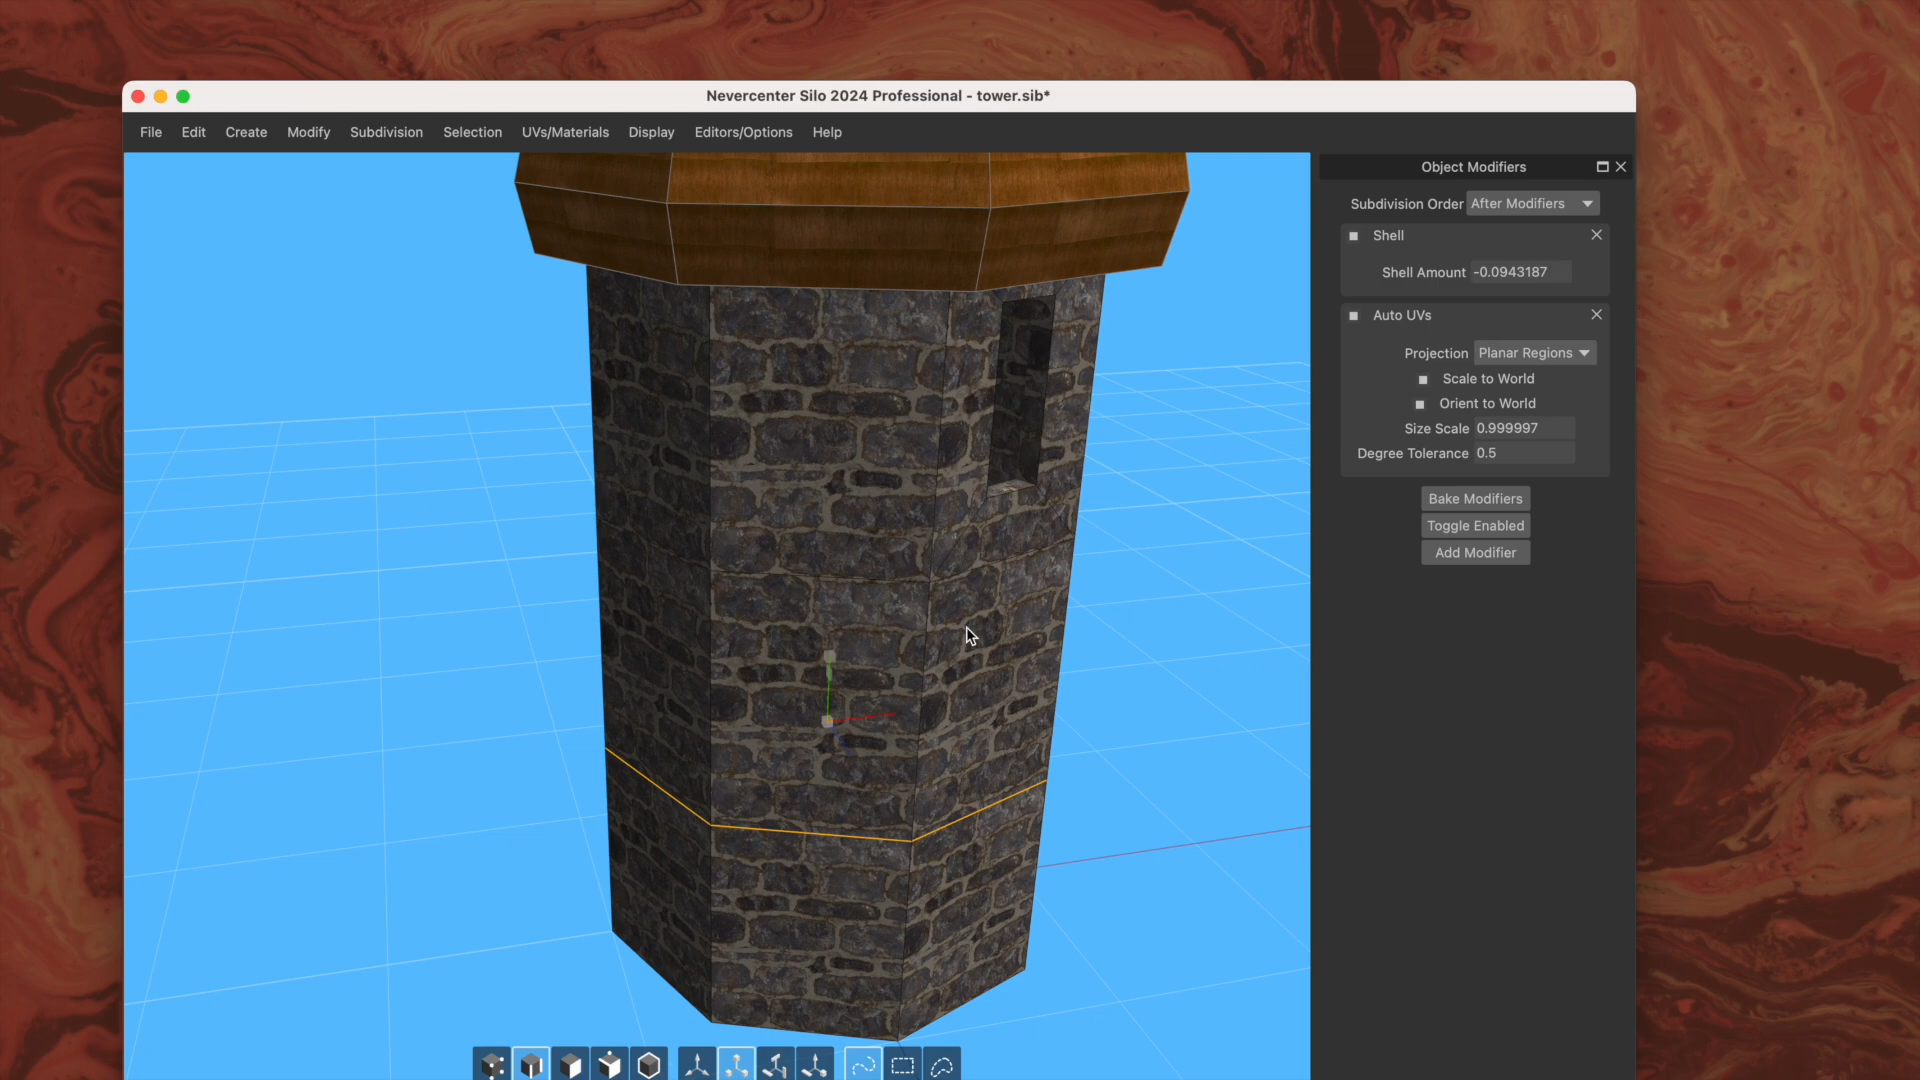 Nevercenter Silo 2024 Professional - tower.sib*
File Edit Create Modify Subdivision Selection UVs/Materials Display Editors/Options Help
Object Modifiers
Subdivision Order After Modifiers
Shell
Shell Amount -0.0943187
Auto UVs
Projection Planar Regions
Scale to World
Orient to World
Size Scale 0.999997
Degree Tolerance 0.5
Bake Modifiers
Toggle Enabled
Add Modifier